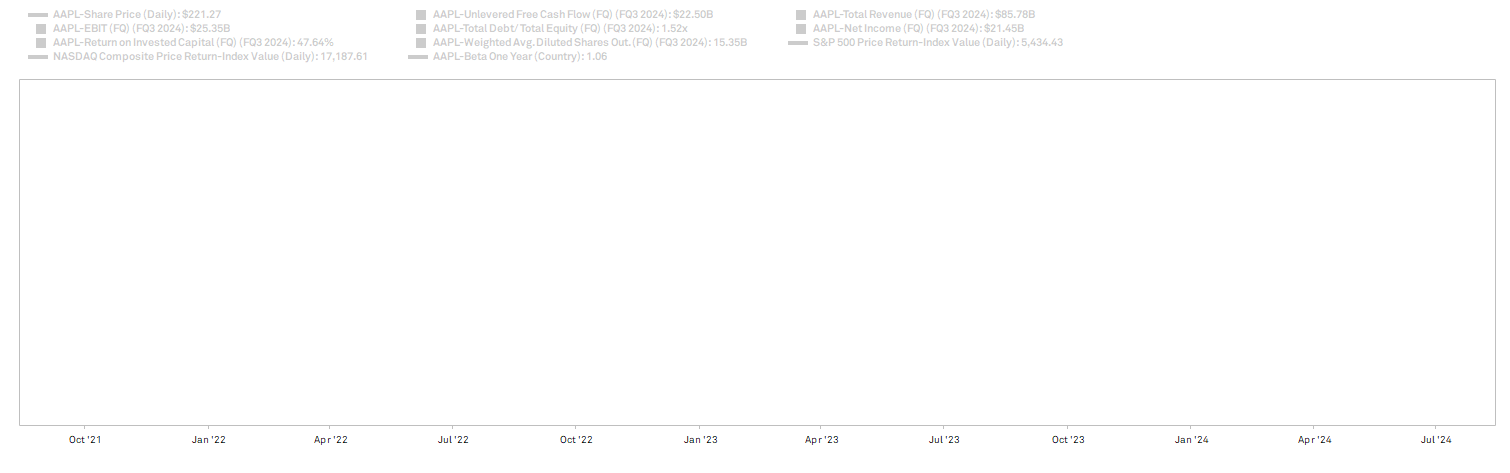 AAPL-Share Price (Daily): $221.27 AAPL-Unlevered Free Cash Flow (FQ) (FQ3 2024): $22.50B AAPL-Total Revenue (FQ) (FQ3 2024): $85.78B
AAPL-EBIT (FQ) (FQ3 2024): $25.35B AAPL-Total Debt/ Total Equity (FQ) (FQ3 2024): 1.52x AAPL-Net Income (FQ) (FQ3 2024): $21.45B
AAPL-Return on Invested Capital (FQ) (FQ3 2024): 47.64% AAPL-Weighted Avg. Diluted Shares Out. (FQ) (FQ3 2024): 15.35B S&P 500 Price Return-Index Value (Daily): 5,434.43
NASDAQ Composite Price Return-Index Value (Daily): 17,187.61 AAPL-Beta One Year (Country): 1.06
Oct '21 Jan '22 Apr '22 Jul '22 Oct '22 Jan '23 Apr '23 Jul '23 Oct '23 Jan '24 Apr '24 Jul '24